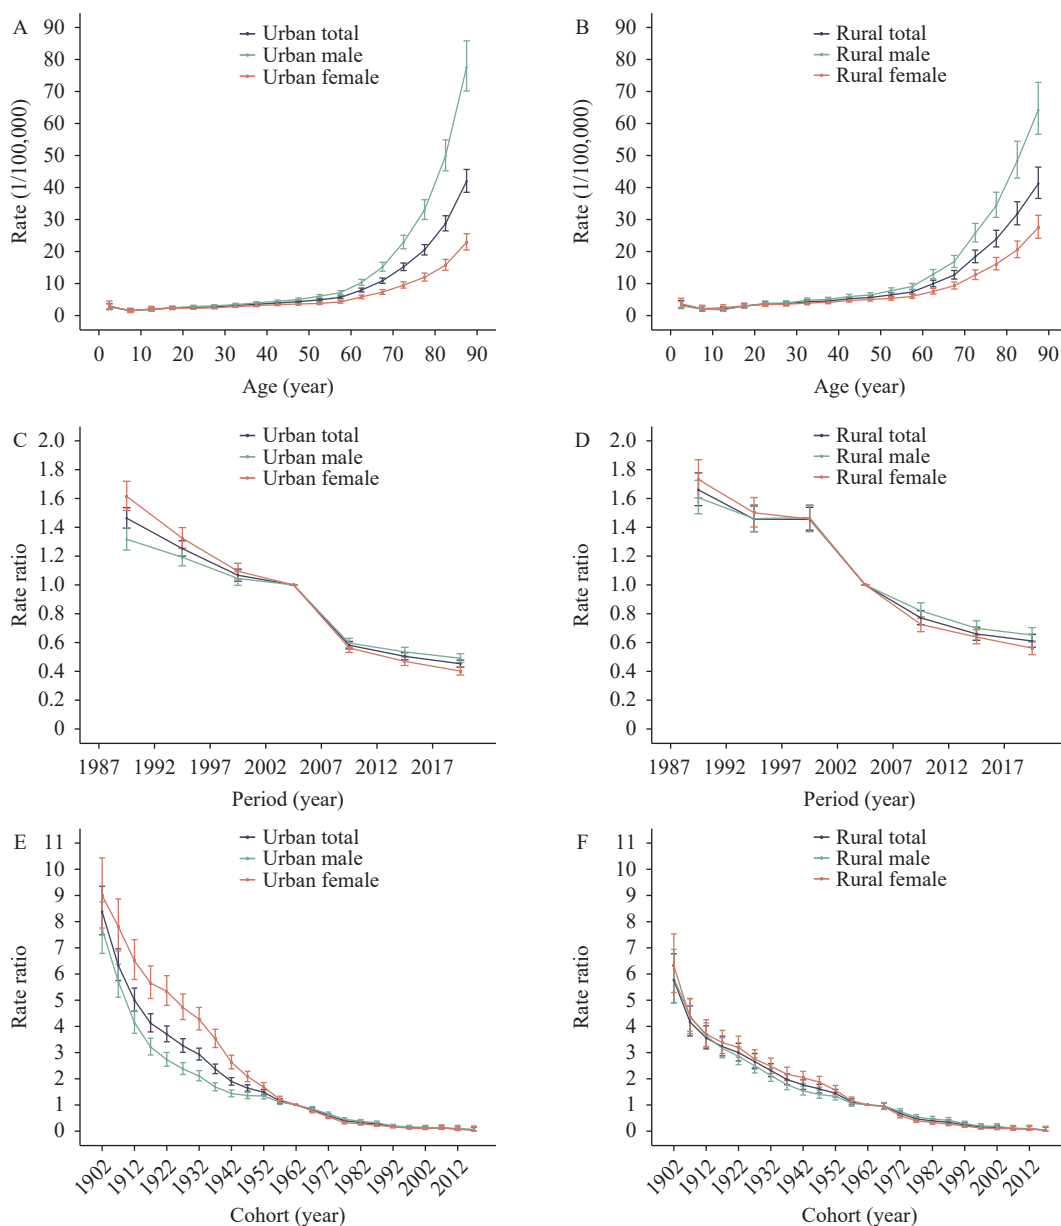 A
Urban total
Urban male
Urban female
Rate (1/100,000)
90
80
70
60
50
40
30
20
10
0
0 10 20 30 40 50 60 70 80 90
Age (year)
B
Rural total
Rural male
Rural female
Rate (1/100,000)
90
80
70
60
50
40
30
20
10
0
0 10 20 30 40 50 60 70 80 90
Age (year)
C
Urban total
Urban male
Urban female
Rate ratio
2.0
1.8
1.6
1.4
1.2
1.0
0.8
0.6
0.4
0.2
0
1987 1992 1997 2002 2007 2012 2017
Period (year)
D
Rural total
Rural male
Rural female
Rate ratio
2.0
1.8
1.6
1.4
1.2
1.0
0.8
0.6
0.4
0.2
0
1987 1992 1997 2002 2007 2012 2017
Period (year)
E
Urban total
Urban male
Urban female
Rate ratio
11
10
9
8
7
6
5
4
3
2
1
0
1902 1912 1922 1932 1942 1952 1962 1972 1982 1992 2002 2012
Cohort (year)
F
Rural total
Rural male
Rural female
Rate ratio
11
10
9
8
7
6
5
4
3
2
1
0
1902 1912 1922 1932 1942 1952 1962 1972 1982 1992 2002 2012
Cohort (year)